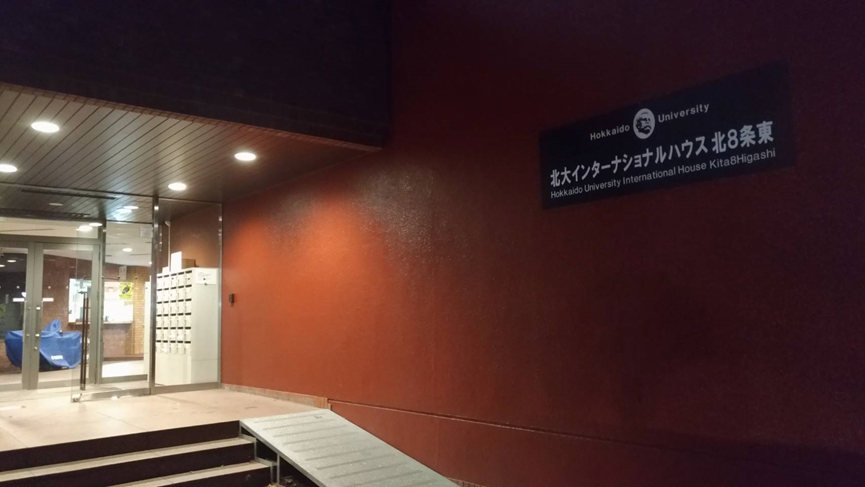 Hokkaido University
北大インターナショナルハウス 北8条東
Hokkaido University International House Kita8Higashi